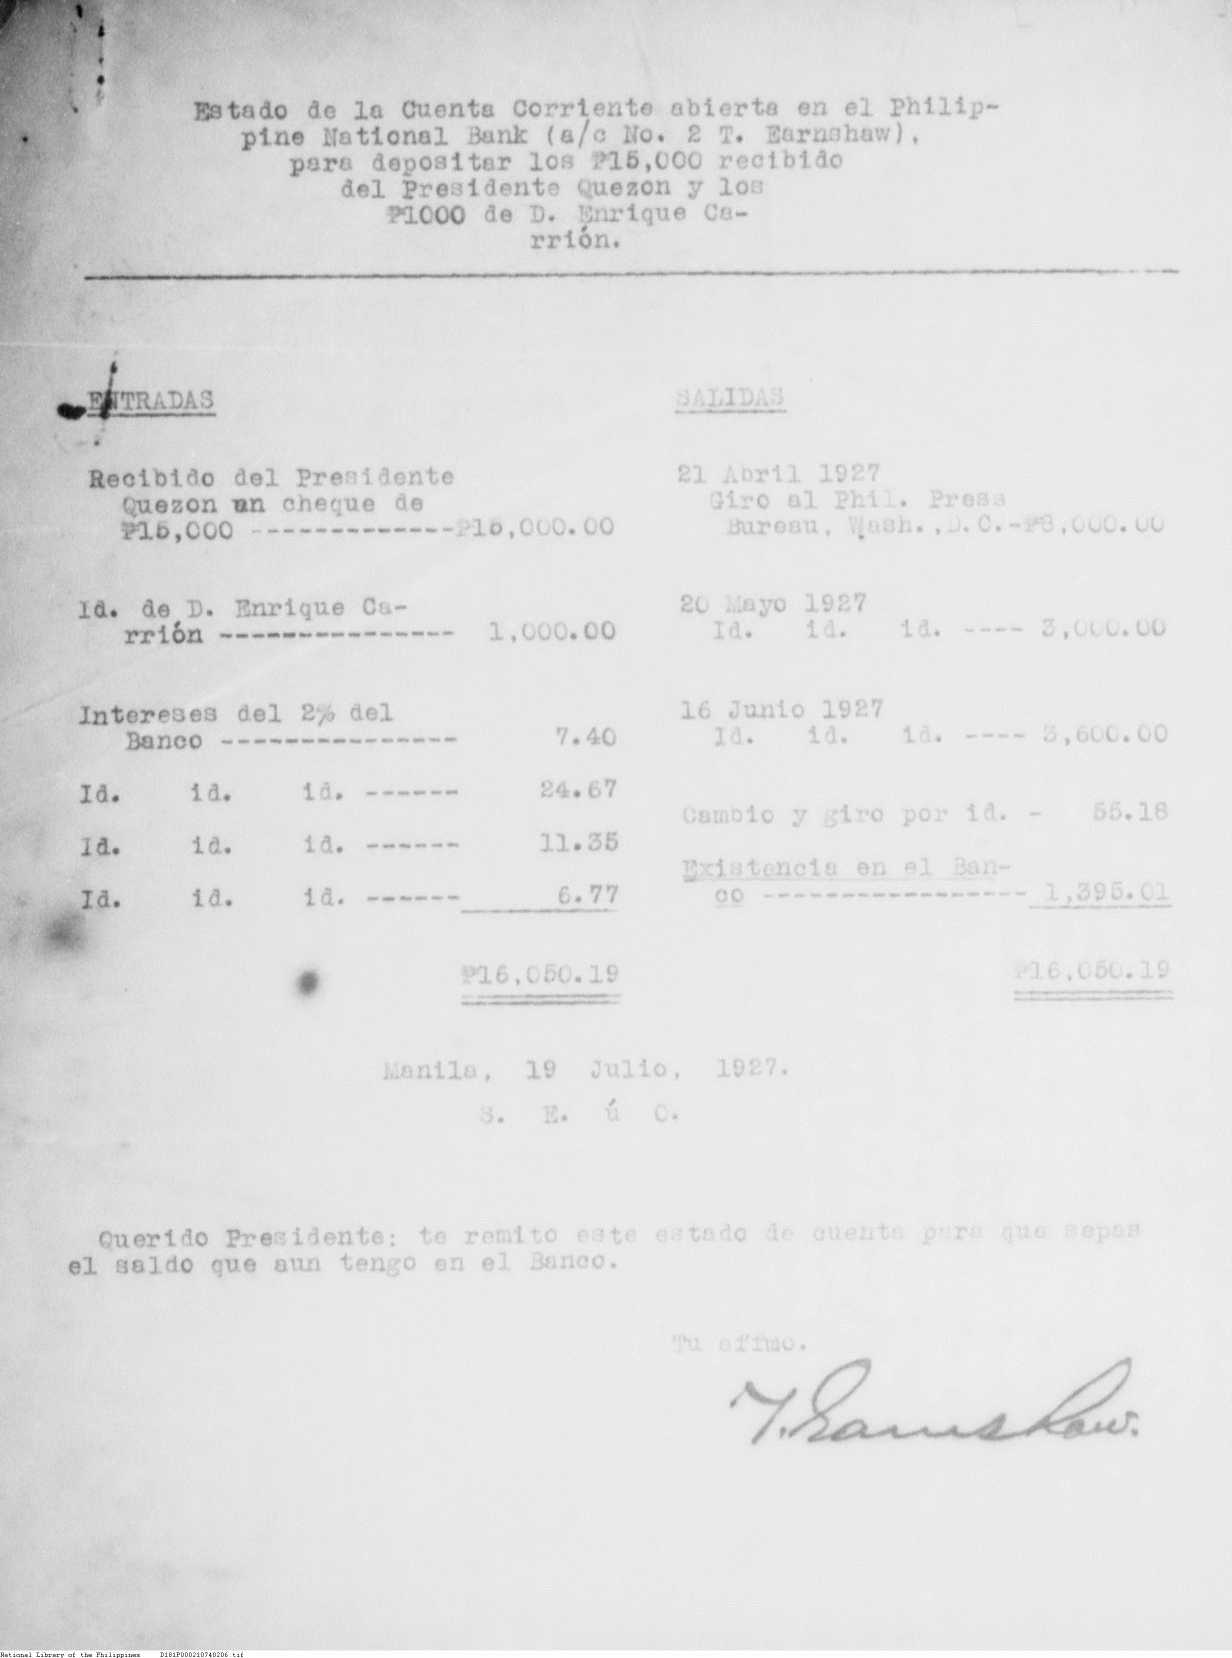 Estado de la Cuenta Corriente abierta en el Philip-
pine National Bank (a/c No. 2 T. Earnshaw),
para depositar los ₱15,000 recibido
del Presidente Quezon y los
₱1000 de D. Enrique Ca-
rrión.
ENTRADAS
Recibido del Presidente
Quezon un cheque de
₱15,000 -------------₱15,000.00
Id. de D. Enrique Ca-
rrión --------------- 1,000.00
Intereses del 2% del
Banco --------------- 7.40
Id. id. id. ------ 24.67
Id. id. id. ------ 11.35
Id. id. id. ------ 6.77
₱16,050.19
SALIDAS
21 Abril 1927
Giro al Phil. Press
Bureau, Wash.,D.C.-₱8,000.00
20 Mayo 1927
Id. id. id. ---- 3,000.00
16 Junio 1927
Id. id. id. ---- 3,600.00
Cambio y giro por id. - 55.18
Existencia en el Ban-
co ----------------- 1,395.01
₱16,050.19
Manila, 19 Julio, 1927.
S. E. ú O.
Querido Presidente: te remito este estado de cuenta para que sepas
el saldo que aun tengo en el Banco.
Tu afimo.
T. Earnshaw.
National Library of the Philippines D181P000210740206.tif